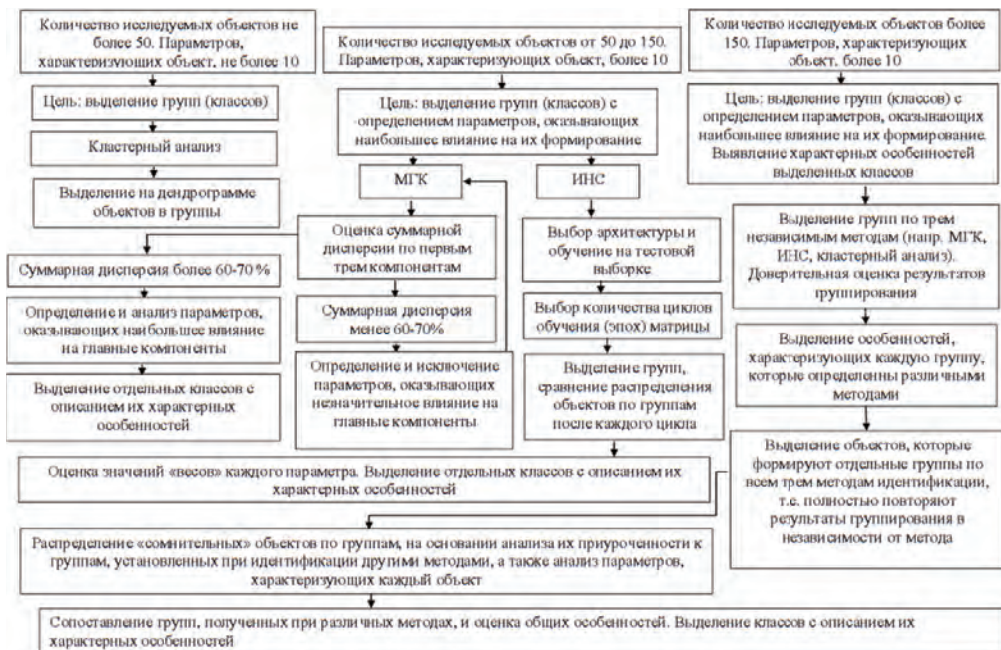 Количество исследуемых объектов не
более 50. Параметров,
характеризующих объект, не более 10
Цель: выделение групп (классов)
Кластерный анализ
Выделение на дендрограмме
объектов в группы
Количество исследуемых объектов от 50 до 150.
Параметров, характеризующих объект, более 10
Цель: выделение групп (классов) с
определением параметров, оказывающих
наибольшее влияние на их формирование
МГК
ИНС
Оценка суммарной
дисперсии по первым
трем компонентам
Суммарная дисперсия более 60-70 %
Определение и анализ параметров,
оказывающих наибольшее влияние
на главные компоненты
Выделение отдельных классов с
описанием их характерных
особенностей
Суммарная дисперсия
менее 60-70%
Определение и исключение
параметров, оказывающих
незначительное влияние на
главные компоненты
Выбор архитектуры и
обучение на тестовой
выборке
Выбор количества циклов
обучения (эпох) матрицы
Выделение групп,
сравнение распределения
объектов по группам
после каждого цикла
Оценка значений «весов» каждого параметра. Выделение отдельных классов с описанием их
характерных особенностей
Количество исследуемых объектов более
150. Параметров, характеризующих
объект, более 10
Цель: выделение групп (классов) с
определением параметров, оказывающих
наибольшее влияние на их формирование.
Выявление характерных особенностей
выделенных классов
Выделение групп по трем
независимым методам (напр. МГК,
ИНС, кластерный анализ).
Доверительная оценка результатов
группирования
Выделение особенностей,
характеризующих каждую группу,
которые определенны различными
методами
Выделение объектов, которые
формируют отдельные группы по
всем трем методам идентификации,
т.е. полностью повторяют
результаты группирования в
независимости от метода
Распределение «сомнительных» объектов по группам, на основании анализа их приуроченности к
группам, установленных при идентификации другими методами, а также анализ параметров,
характеризующих каждый объект
Сопоставление групп, полученных при различных методах, и оценка общих особенностей. Выделение классов с описанием их
характерных особенностей